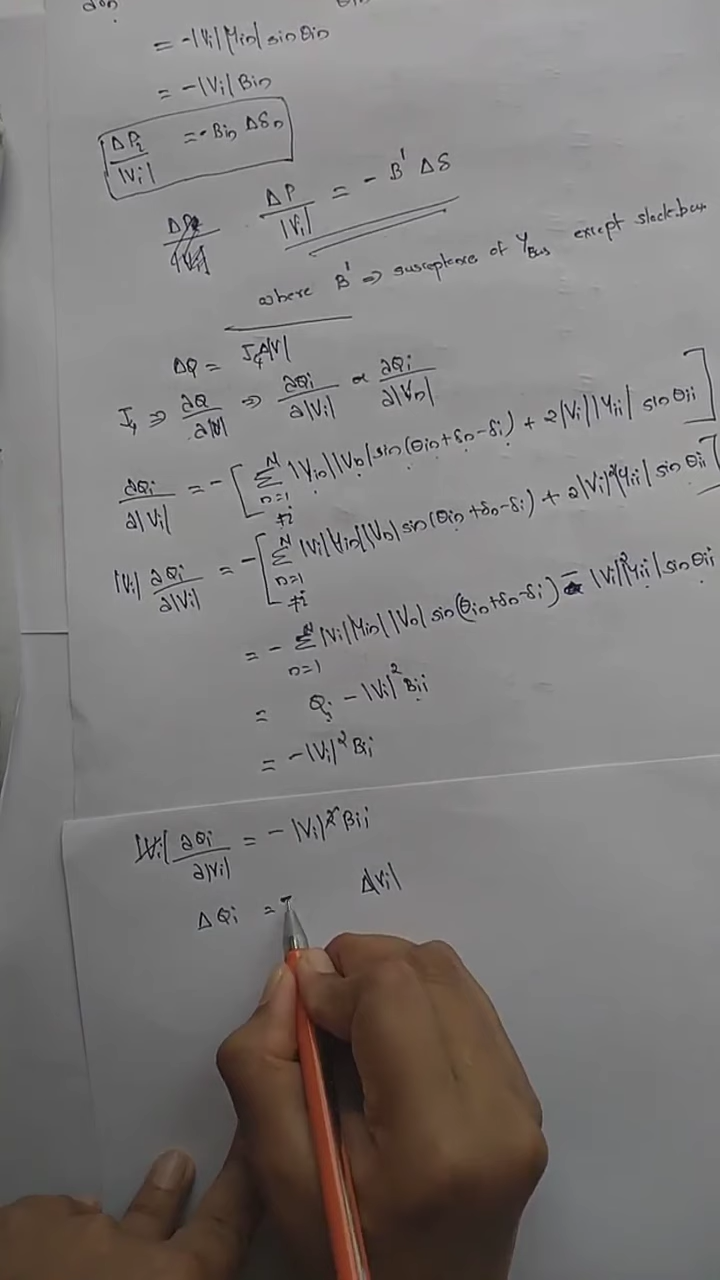 = -|Vi| |Yin| sin θin
= -|Vi| Bin
ΔPi/|Vi| = - Bin Δδn
ΔP/|Vi| = - B' Δδ
where B' => susceptance of YBus except slack bus
ΔQ = J4 Δ|V|
J4 => ∂Q/∂|V| => ∂Qi/∂|Vi| & ∂Qi/∂|Vn|
∂Qi/∂|Vi| = - [ Σ N n=1 ≠i |Yin| |Vn| sin(θin+δn-δi) + 2|Vi| |Yii| sin θii ]
|Vi| ∂Qi/∂|Vi| = - [ Σ N n=1 ≠i |Vi| |Yin| |Vn| sin(θin+δn-δi) + 2|Vi|² |Yii| sin θii ]
= - Σ N n=1 |Vi| |Yin| |Vn| sin(θin+δn-δi) - |Vi|² |Yii| sin θii
= Qi - |Vi|² Bii
= -|Vi|² Bii
|Vi| ∂Qi/∂|Vi| = - |Vi|² Bii
ΔQi = - Δ|Vi|